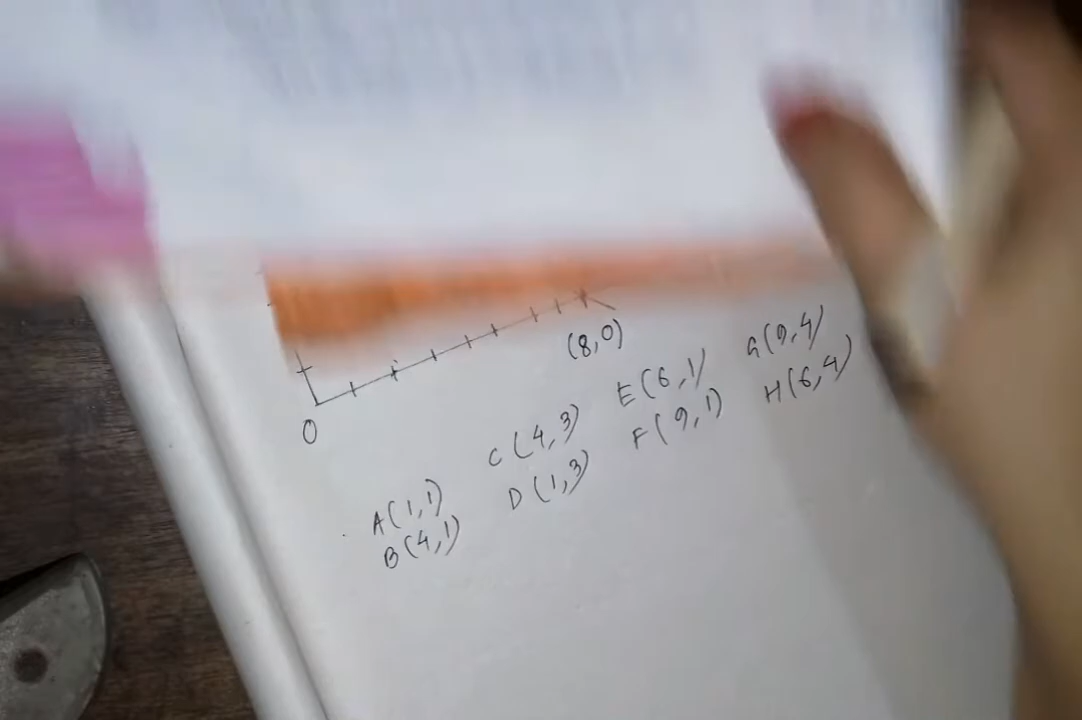 (8,0)
O
A(1,1) C(4,3) E(6,1) G(9,4)
B(4,1) D(1,3) F(9,1) H(6,4)